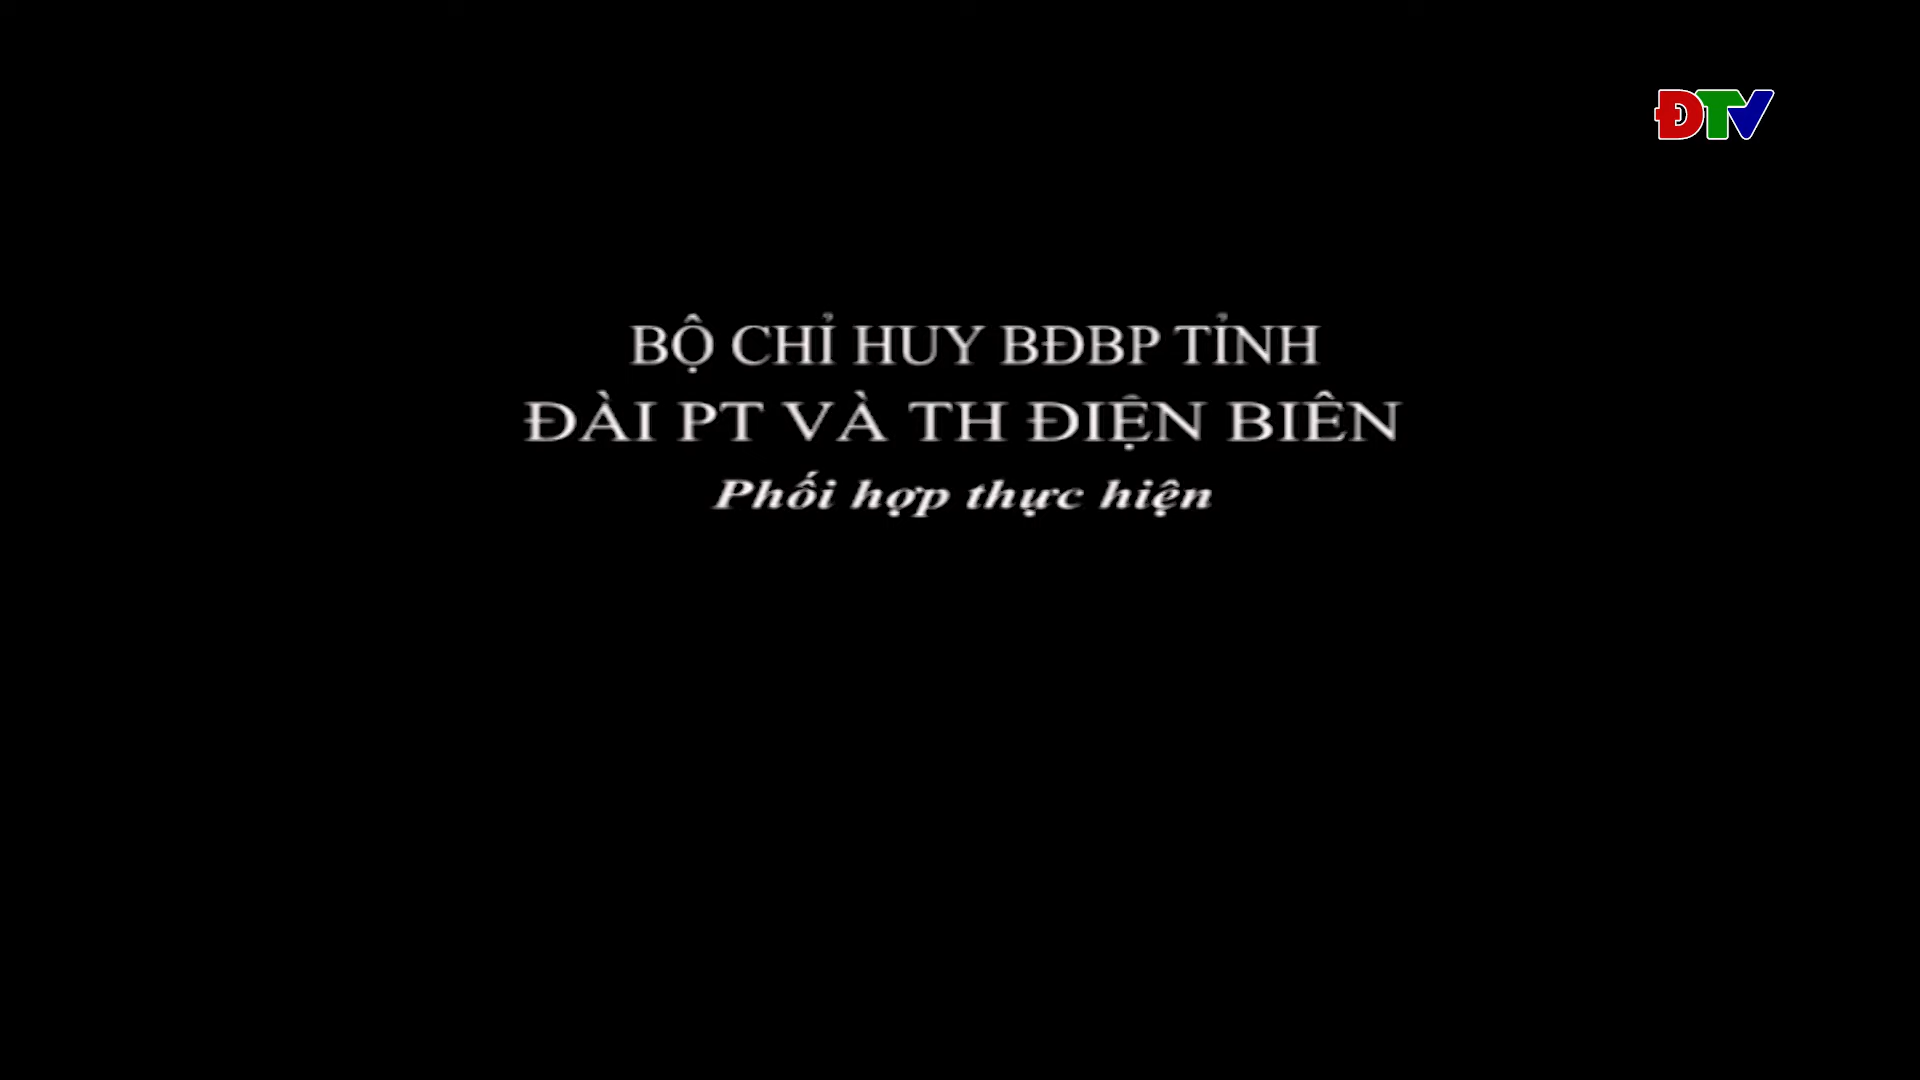 ĐTV
BỘ CHỈ HUY BĐBP TỈNH
ĐÀI PT VÀ TH ĐIỆN BIÊN
Phối hợp thực hiện